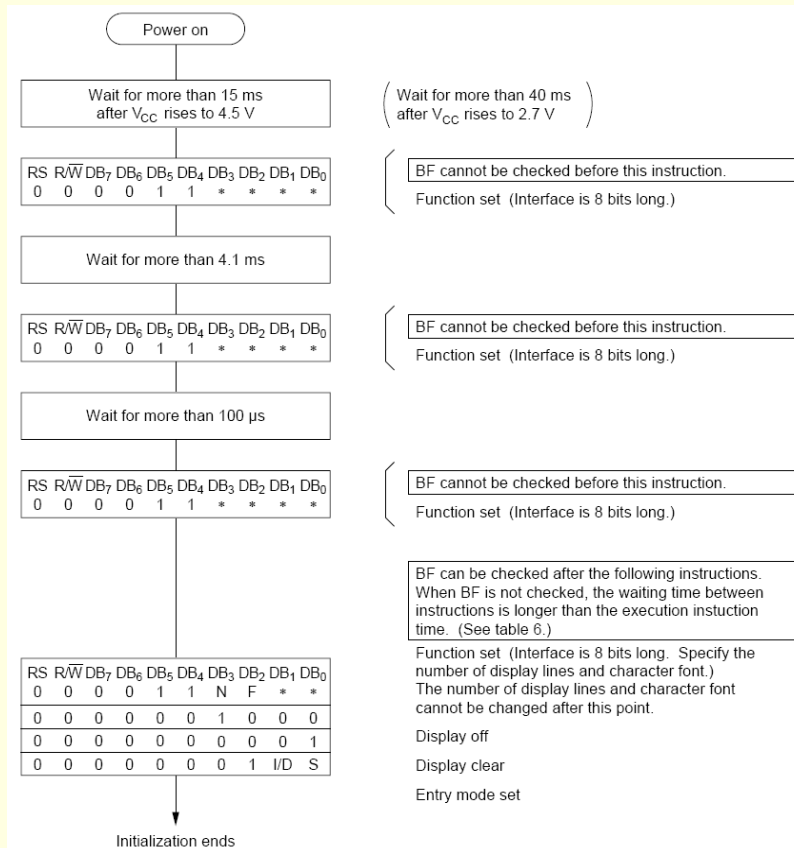 Power on
Wait for more than 15 ms
after VCC rises to 4.5 V
Wait for more than 40 ms
after VCC rises to 2.7 V
RS R/W DB7 DB6 DB5 DB4 DB3 DB2 DB1 DB0
0 0 0 0 1 1 * * * *
BF cannot be checked before this instruction.
Function set (Interface is 8 bits long.)
Wait for more than 4.1 ms
RS R/W DB7 DB6 DB5 DB4 DB3 DB2 DB1 DB0
0 0 0 0 1 1 * * * *
BF cannot be checked before this instruction.
Function set (Interface is 8 bits long.)
Wait for more than 100 µs
RS R/W DB7 DB6 DB5 DB4 DB3 DB2 DB1 DB0
0 0 0 0 1 1 * * * *
BF cannot be checked before this instruction.
Function set (Interface is 8 bits long.)
BF can be checked after the following instructions.
When BF is not checked, the waiting time between
instructions is longer than the execution instuction
time. (See table 6.)
RS R/W DB7 DB6 DB5 DB4 DB3 DB2 DB1 DB0
0 0 0 0 1 1 N F * *
0 0 0 0 0 0 1 0 0 0
0 0 0 0 0 0 0 0 0 1
0 0 0 0 0 0 0 1 I/D S
Function set (Interface is 8 bits long. Specify the
number of display lines and character font.)
The number of display lines and character font
cannot be changed after this point.
Display off
Display clear
Entry mode set
Initialization ends